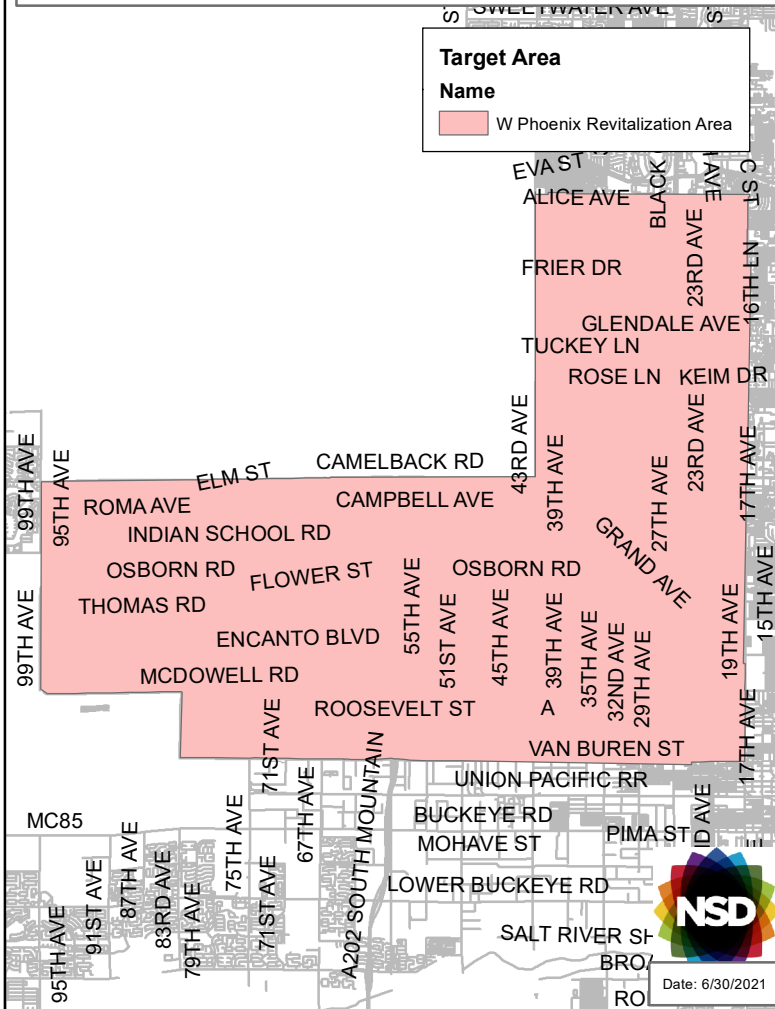 SWEETWATER AVE
Target Area
Name
W Phoenix Revitalization Area
EVA ST
ALICE AVE
BLACK
AVE
C ST
FRIER DR
23RD AVE
16TH LN
GLENDALE AVE
TUCKEY LN
ROSE LN
KEIM DR
43RD AVE
23RD AVE
99TH AVE
95TH AVE
ELM ST
CAMELBACK RD
39TH AVE
27TH AVE
17TH AVE
ROMA AVE
CAMPBELL AVE
INDIAN SCHOOL RD
GRAND AVE
OSBORN RD
FLOWER ST
OSBORN RD
15TH AVE
99TH AVE
THOMAS RD
55TH AVE
51ST AVE
45TH AVE
39TH AVE
35TH AVE
32ND AVE
29TH AVE
19TH AVE
ENCANTO BLVD
MCDOWELL RD
71ST AVE
ROOSEVELT ST
A
17TH AVE
VAN BUREN ST
UNION PACIFIC RR
67TH AVE
A202 SOUTH MOUNTAIN
MC85
BUCKEYE RD
PIMA ST
AVE
75TH AVE
MOHAVE ST
87TH AVE
83RD AVE
91ST AVE
79TH AVE
71ST AVE
LOWER BUCKEYE RD
95TH AVE
NSD
SALT RIVER SH
BRO
RO
Date: 6/30/2021